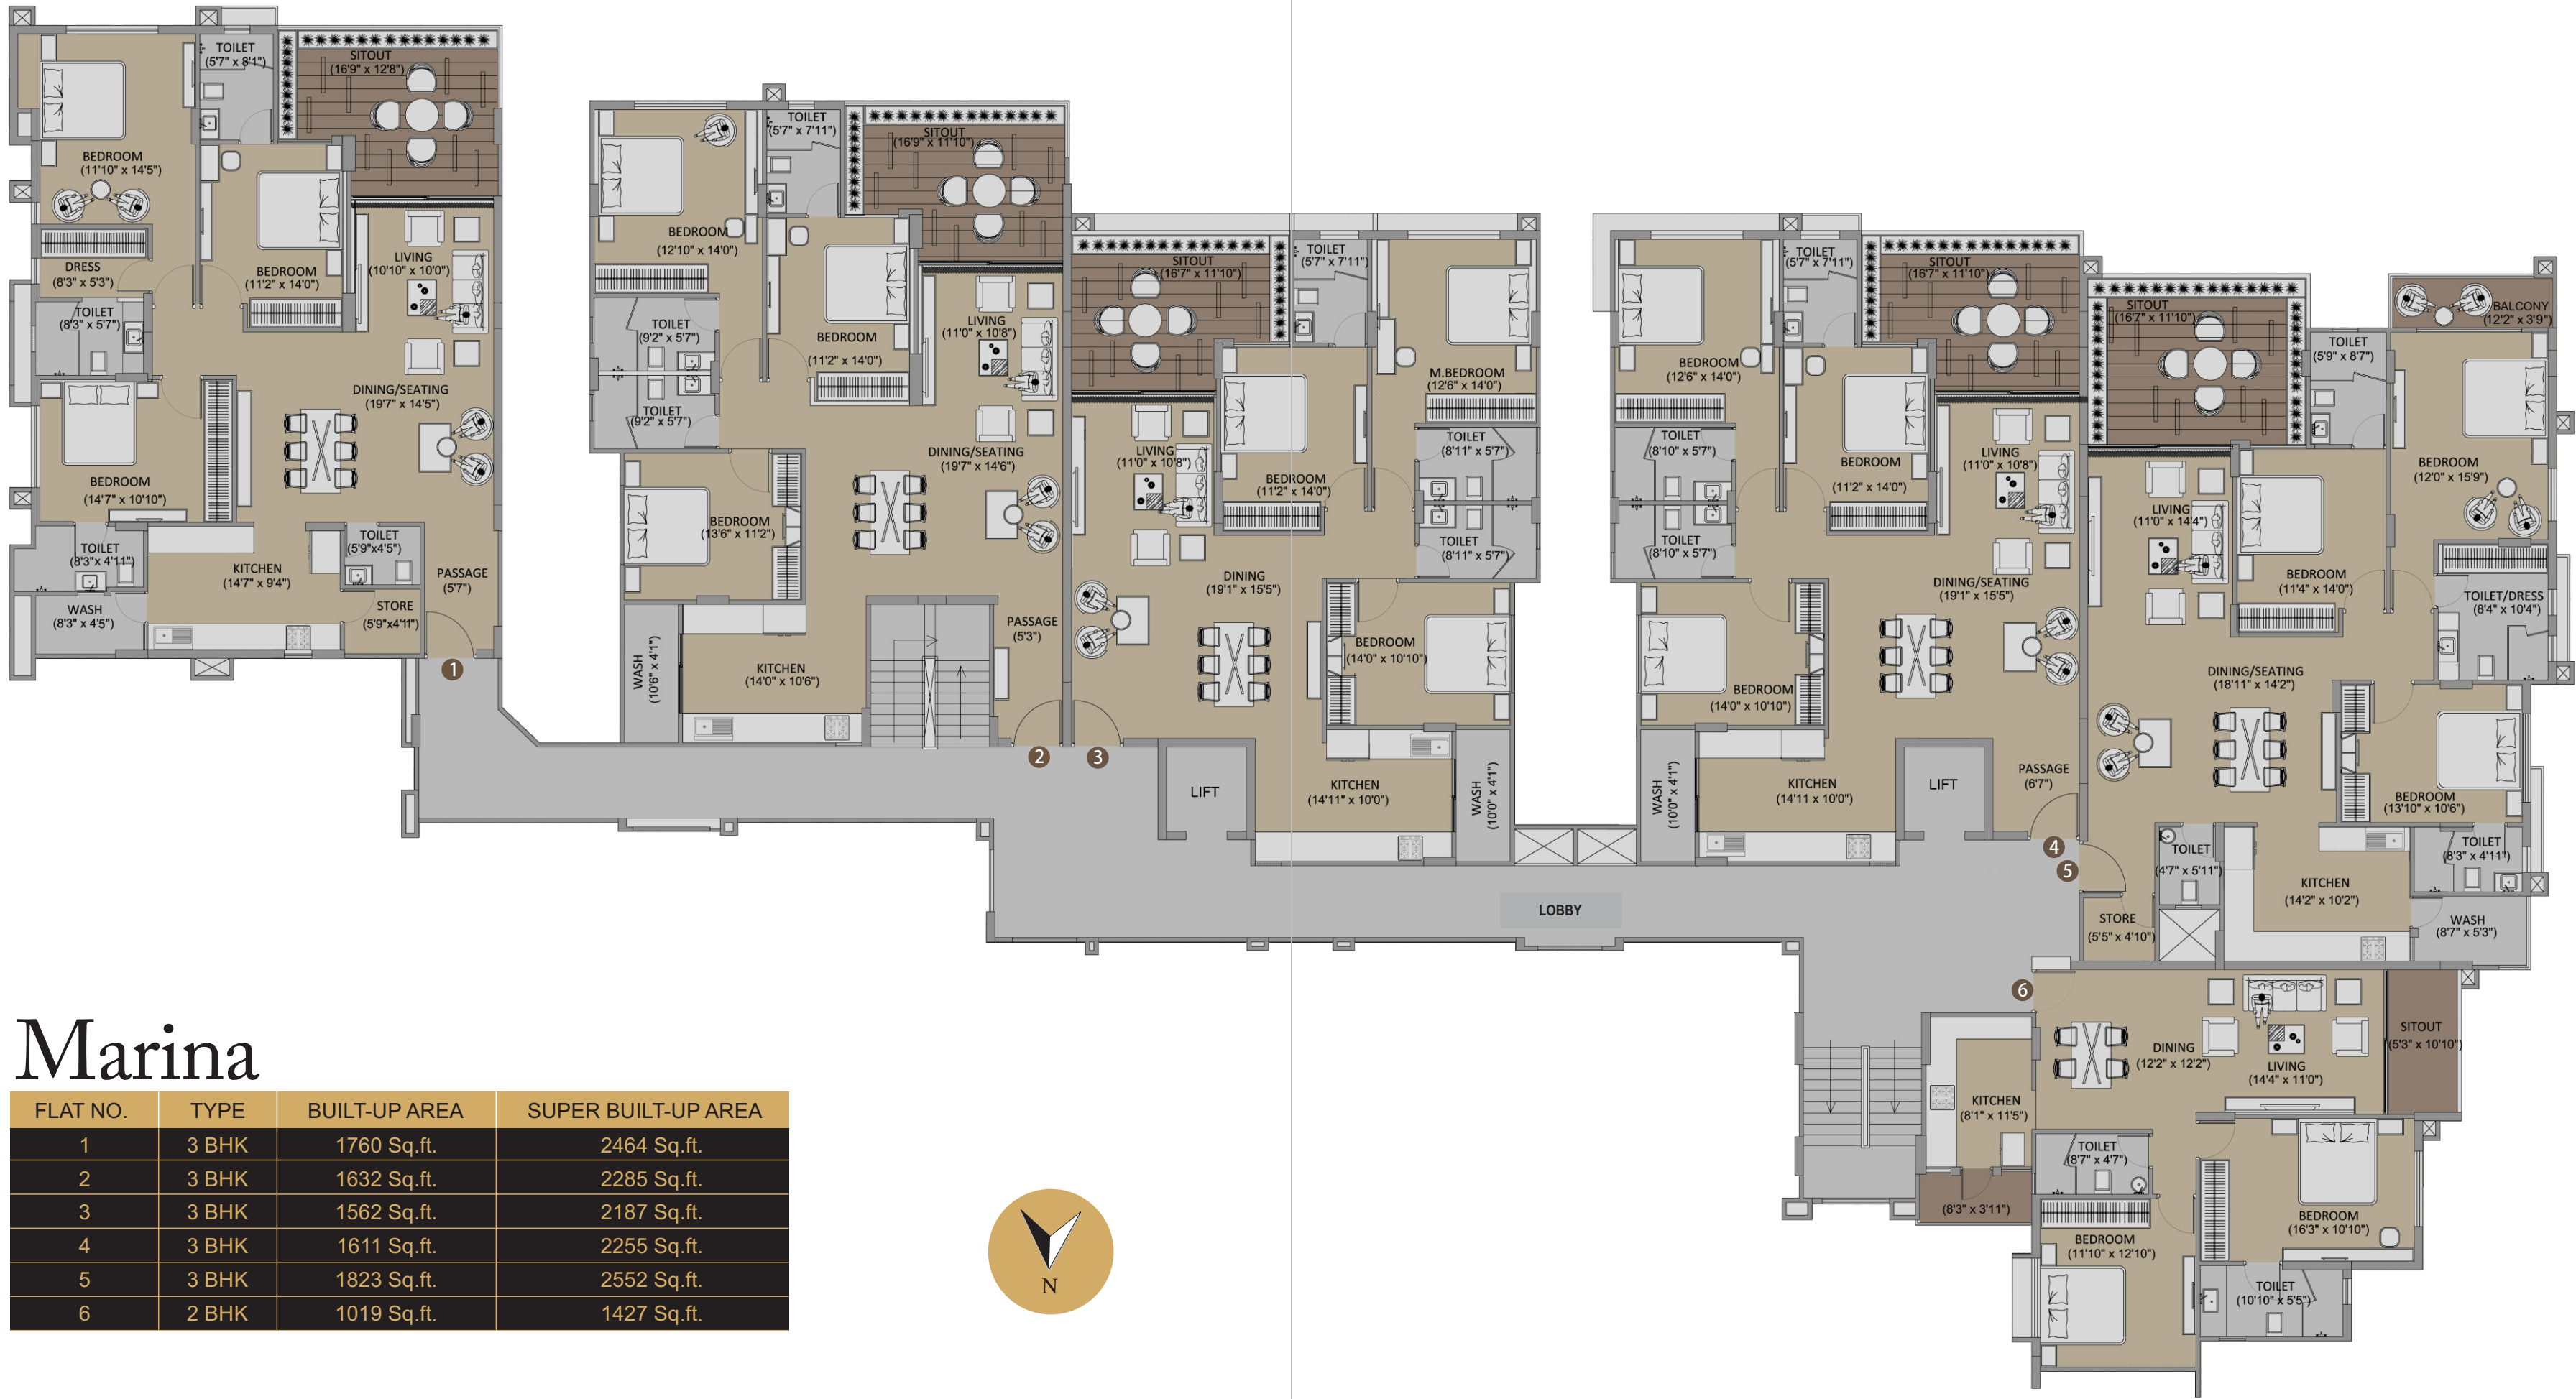 TOILET
(5'7" x 8'1")
SITOUT
(16'9" x 12'8")
BEDROOM
(11'10" x 14'5")
DRESS
(8'3" x 5'3")
BEDROOM
(11'2" x 14'0")
LIVING
(10'10" x 10'0")
TOILET
(8'3" x 5'7")
DINING/SEATING
(19'7" x 14'5")
BEDROOM
(14'7" x 10'10")
TOILET
(8'3" x 4'11")
KITCHEN
(14'7" x 9'4")
TOILET
(5'9"x4'5")
PASSAGE
(5'7")
WASH
(8'3" x 4'5")
STORE
(5'9"x4'11")
1
TOILET
(5'7" x 7'11")
SITOUT
(16'9" x 11'10")
BEDROOM
(12'10" x 14'0")
BEDROOM
(11'2" x 14'0")
LIVING
(11'0" x 10'8")
TOILET
(9'2" x 5'7")
TOILET
(9'2" x 5'7")
DINING/SEATING
(19'7" x 14'6")
BEDROOM
(13'6" x 11'2")
PASSAGE
(5'3")
WASH
(10'6" x 4'1")
KITCHEN
(14'0" x 10'6")
2
SITOUT
(16'7" x 11'10")
TOILET
(5'7" x 7'11")
M.BEDROOM
(12'6" x 14'0")
LIVING
(11'0" x 10'8")
BEDROOM
(11'2" x 14'0")
TOILET
(8'11" x 5'7")
TOILET
(8'11" x 5'7")
DINING
(19'1" x 15'5")
BEDROOM
(14'0" x 10'10")
KITCHEN
(14'11" x 10'0")
WASH
(10'0" x 4'1")
3
LIFT
TOILET
(5'7" x 7'11")
SITOUT
(16'7" x 11'10")
BEDROOM
(12'6" x 14'0")
BEDROOM
(11'2" x 14'0")
LIVING
(11'0" x 10'8")
TOILET
(8'10" x 5'7")
TOILET
(8'10" x 5'7")
DINING/SEATING
(19'1" x 15'5")
BEDROOM
(14'0" x 10'10")
WASH
(10'0" x 4'1")
KITCHEN
(14'11 x 10'0")
LIFT
PASSAGE
(6'7")
4
5
SITOUT
(16'7" x 11'10")
BALCONY
(12'2" x 3'9")
TOILET
(5'9" x 8'7")
BEDROOM
(12'0" x 15'9")
LIVING
(11'0" x 14'4")
BEDROOM
(11'4" x 14'0")
TOILET/DRESS
(8'4" x 10'4")
DINING/SEATING
(18'11" x 14'2")
BEDROOM
(13'10" x 10'6")
TOILET
(4'7" x 5'11")
TOILET
(8'3" x 4'11")
KITCHEN
(14'2" x 10'2")
STORE
(5'5" x 4'10")
WASH
(8'7" x 5'3")
LOBBY
6
DINING
(12'2" x 12'2")
LIVING
(14'4" x 11'0")
SITOUT
(5'3" x 10'10")
KITCHEN
(8'1" x 11'5")
TOILET
(8'7" x 4'7")
(8'3" x 3'11")
BEDROOM
(16'3" x 10'10")
BEDROOM
(11'10" x 12'10")
TOILET
(10'10" x 5'5")
Marina
FLAT NO. TYPE BUILT-UP AREA SUPER BUILT-UP AREA
1 3 BHK 1760 Sq.ft. 2464 Sq.ft.
2 3 BHK 1632 Sq.ft. 2285 Sq.ft.
3 3 BHK 1562 Sq.ft. 2187 Sq.ft.
4 3 BHK 1611 Sq.ft. 2255 Sq.ft.
5 3 BHK 1823 Sq.ft. 2552 Sq.ft.
6 2 BHK 1019 Sq.ft. 1427 Sq.ft.
N